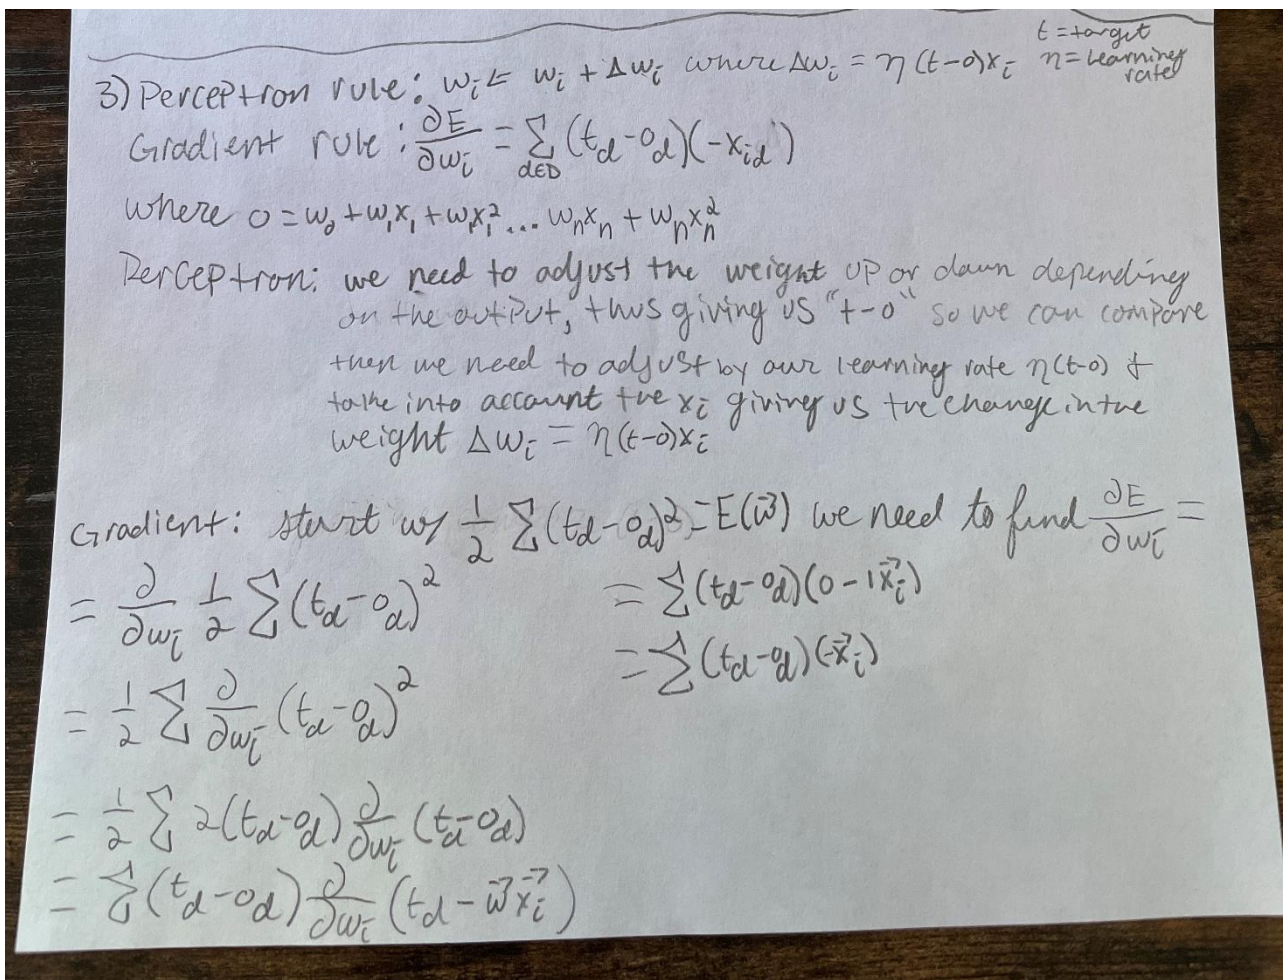 3) Perceptron rule: wᵢ ← wᵢ + Δwᵢ where Δwᵢ = η(t-o)xᵢ
t = target
η = learning
rate
Gradient rule: ∂E/∂wᵢ = Σ_{d∈D} (t_d - o_d)(-x_{id})
where o = w₀ + w₁x₁ + w₁x₁² ... wₙxₙ + wₙxₙ²
Perceptron: we need to adjust the weight up or down depending
on the output, thus giving us "t-o" so we can compare
then we need to adjust by our learning rate η(t-o) &
take into account the xᵢ giving us the change in the
weight Δwᵢ = η(t-o)xᵢ
Gradient: start w/ 1/2 Σ(t_d - o_d)² = E(w⃗) we need to find ∂E/∂wᵢ =
= ∂/∂wᵢ 1/2 Σ(t_d - o_d)²
= 1/2 Σ ∂/∂wᵢ (t_d - o_d)²
= 1/2 Σ 2(t_d - o_d) ∂/∂wᵢ (t_d - o_d)
= Σ(t_d - o_d) ∂/∂wᵢ (t_d - w⃗x⃗ᵢ)
= Σ(t_d - o_d)(0 - 1x⃗ᵢ)
= Σ(t_d - o_d)(-x⃗ᵢ)